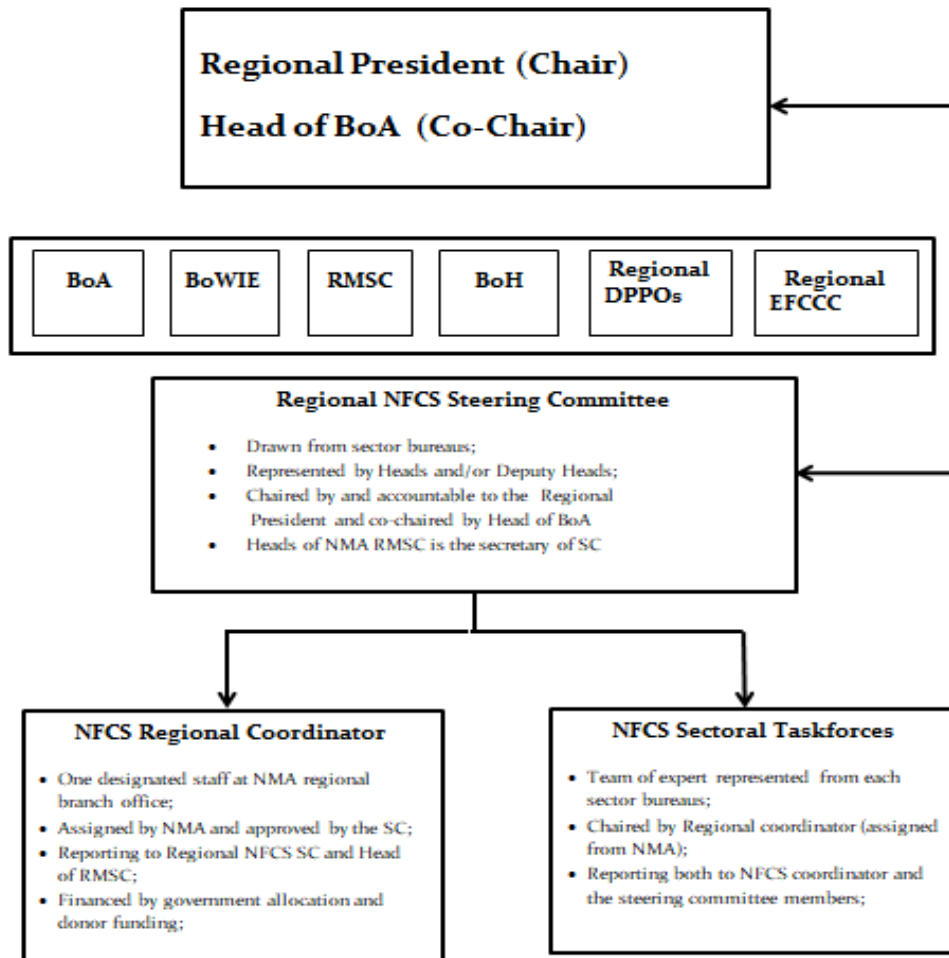 Regional President (Chair)
Head of BoA (Co-Chair)
BoA
BoWIE
RMSC
BoH
Regional
DPPOs
Regional
EFCCC
Regional NFCS Steering Committee
• Drawn from sector bureaus;
• Represented by Heads and/or Deputy Heads;
• Chaired by and accountable to the Regional
President and co-chaired by Head of BoA
• Heads of NMA RMSC is the secretary of SC
NFCS Regional Coordinator
• One designated staff at NMA regional
branch office;
• Assigned by NMA and approved by the SC;
• Reporting to Regional NFCS SC and Head
of RMSC;
• Financed by government allocation and
donor funding;
NFCS Sectoral Taskforces
• Team of expert represented from each
sector bureaus;
• Chaired by Regional coordinator (assigned
from NMA);
• Reporting both to NFCS coordinator and
the steering committee members;